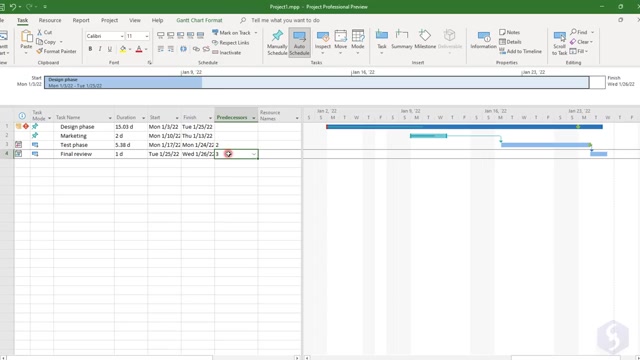 Project1.mpp - Project Professional Preview
Task Resource Report Project View Help Gantt Chart Format Tell me what you want to do
Paste Cut Copy Format Painter
Calibri 11
B I U
Clipboard Font Schedule
Mark on Track
Respect Links
Inactivate
Manually Schedule Auto Schedule
Inspect Move Mode
Tasks
Task Summary Milestone Deliverable
Insert
Information Notes Details Add to Timeline
Properties
Scroll to Task Find Clear Fill
Editing
Jan 9, '22 Jan 16, '22 Jan 23, '22
Start
Mon 1/3/22
Design phase
Mon 1/3/22 - Tue 1/25/22
Finish
Wed 1/26/22
Task Mode Task Name Duration Start Finish Predecessors Resource Names
Jan 2, '22 Jan 9, '22 Jan 16, '22 Jan 23, '22
S S M T W T F S S M T W T F S S M T W T F S S M T W T F S
1 Design phase 15.03 d Mon 1/3/22 Tue 1/25/22
2 Marketing 2 d Mon 1/10/22 Thu 1/13/22
3 Test phase 5.38 d Mon 1/17/22 Mon 1/24/22 2
4 Final review 1 d Tue 1/25/22 Wed 1/26/22 3